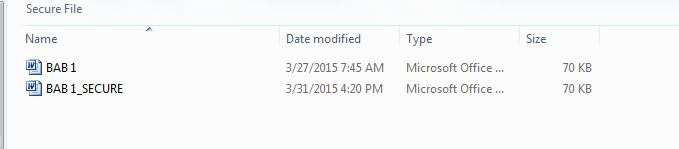 Secure File
Name Date modified Type Size
BAB 1 3/27/2015 7:45 AM Microsoft Office ... 70 KB
BAB 1_SECURE 3/31/2015 4:20 PM Microsoft Office ... 70 KB